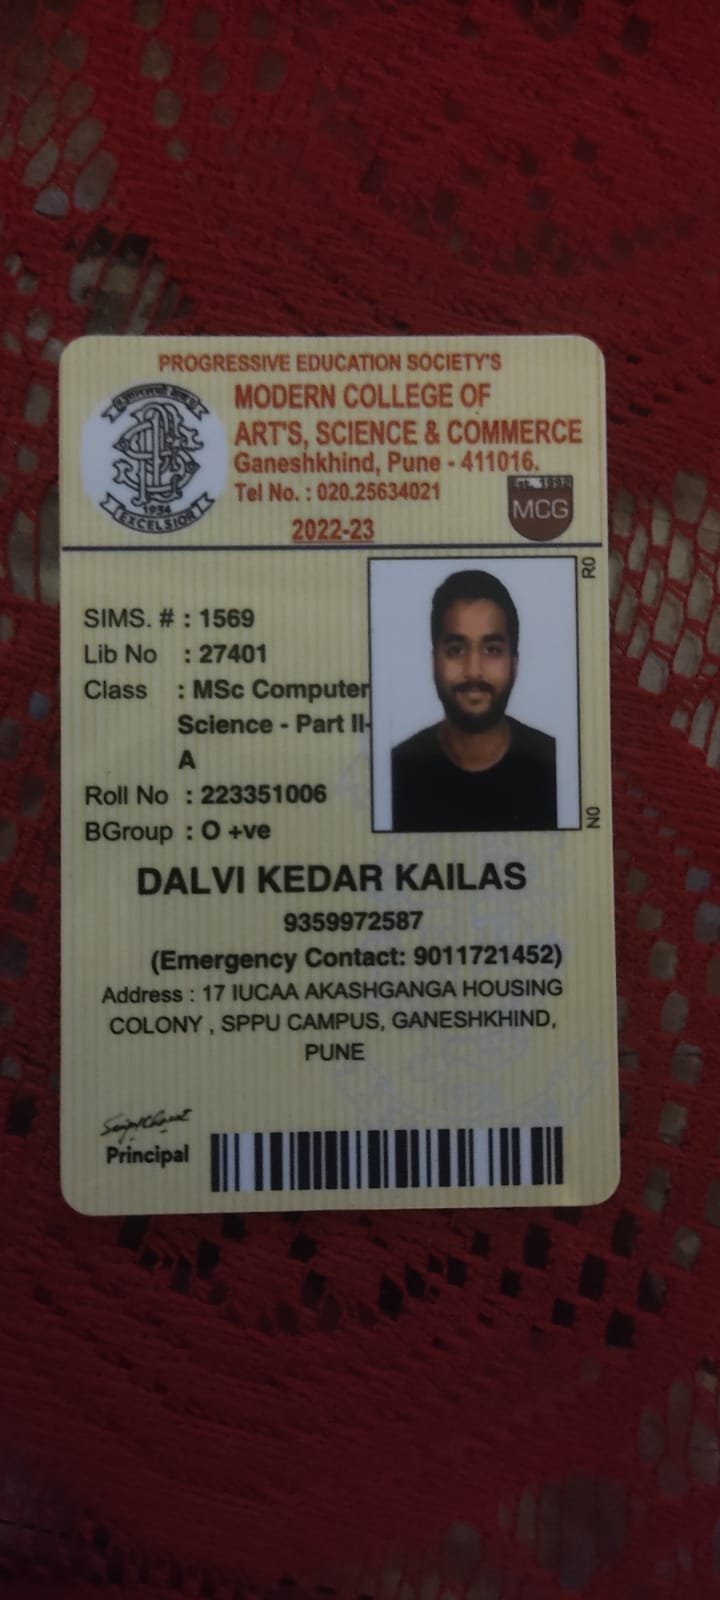 PROGRESSIVE EDUCATION SOCIETY'S
MODERN COLLEGE OF
ART'S, SCIENCE & COMMERCE
Ganeshkhind, Pune - 411016.
Tel No. : 020.25634021
2022-23
1934
EXCELSIOR
Est. 1992
MCG
R0
SIMS. # : 1569
Lib No : 27401
Class : MSc Computer
Science - Part II-
A
Roll No : 223351006
BGroup : O +ve
N0
DALVI KEDAR KAILAS
9359972587
(Emergency Contact: 9011721452)
Address : 17 IUCAA AKASHGANGA HOUSING
COLONY , SPPU CAMPUS, GANESHKHIND,
PUNE
Principal